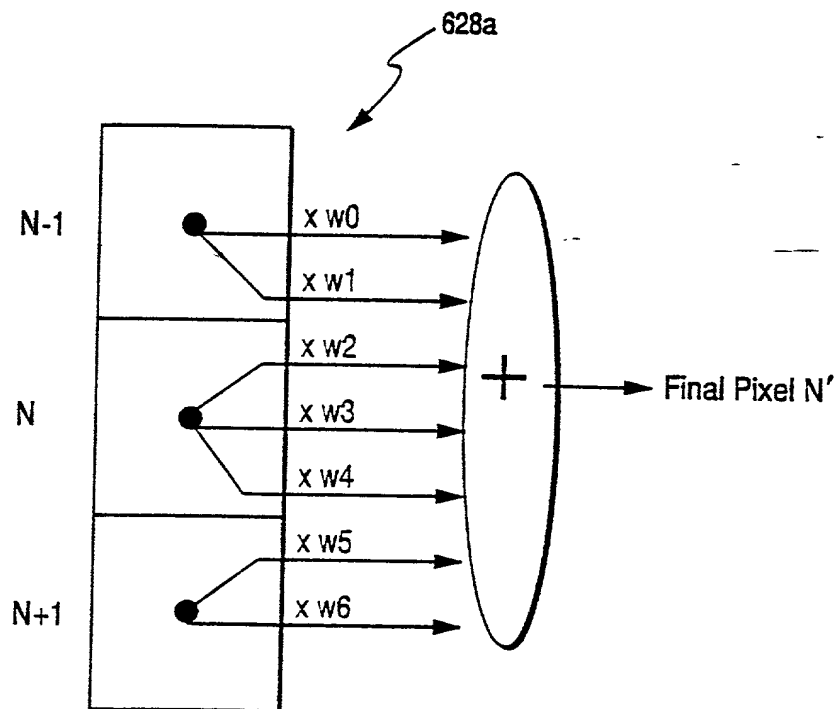 628a
N-1
x w0
x w1
x w2
N
x w3
x w4
+
Final Pixel N′
x w5
N+1
x w6